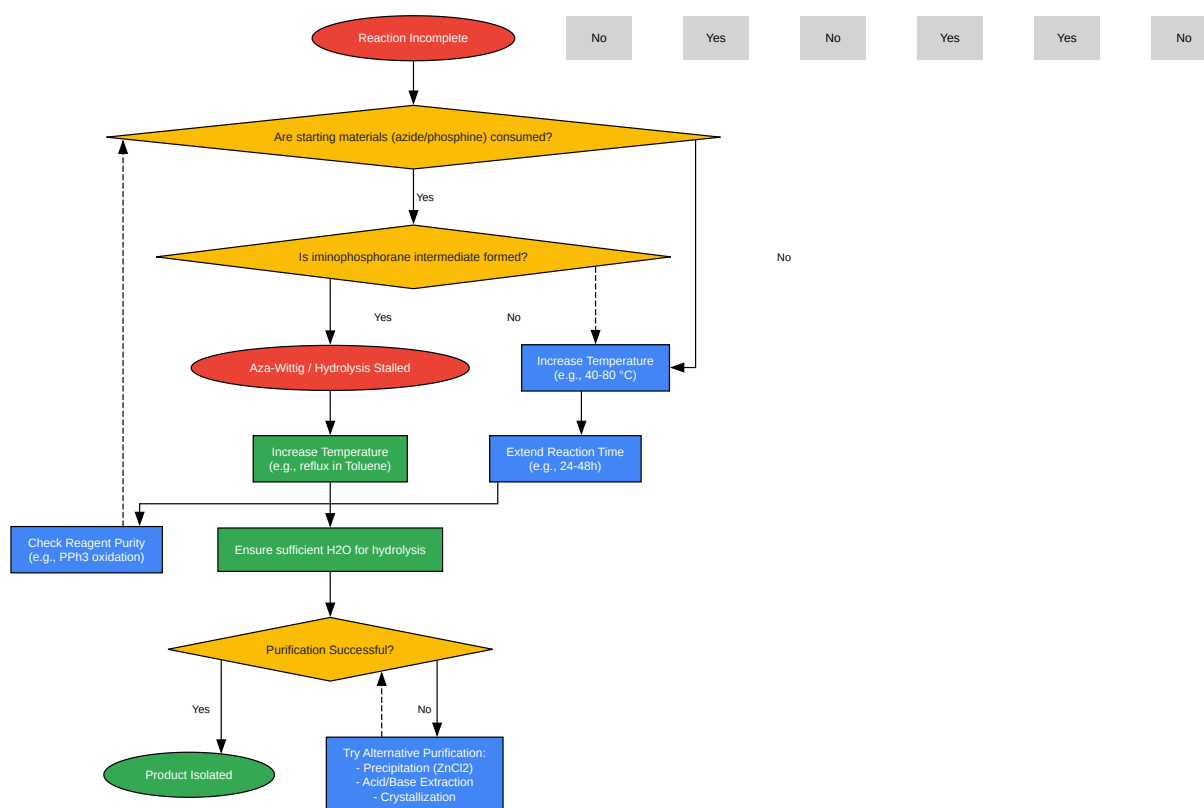 Reaction Incomplete
No
Yes
No
Yes
Yes
No
Are starting materials (azide/phosphine) consumed?
Yes
Is iminophosphorane intermediate formed?
No
Yes
No
Aza-Wittig / Hydrolysis Stalled
Increase Temperature
(e.g., 40-80 °C)
Increase Temperature
(e.g., reflux in Toluene)
Extend Reaction Time
(e.g., 24-48h)
Check Reagent Purity
(e.g., PPh3 oxidation)
Ensure sufficient H2O for hydrolysis
Purification Successful?
Yes
No
Product Isolated
Try Alternative Purification:
- Precipitation (ZnCl2)
- Acid/Base Extraction
- Crystallization